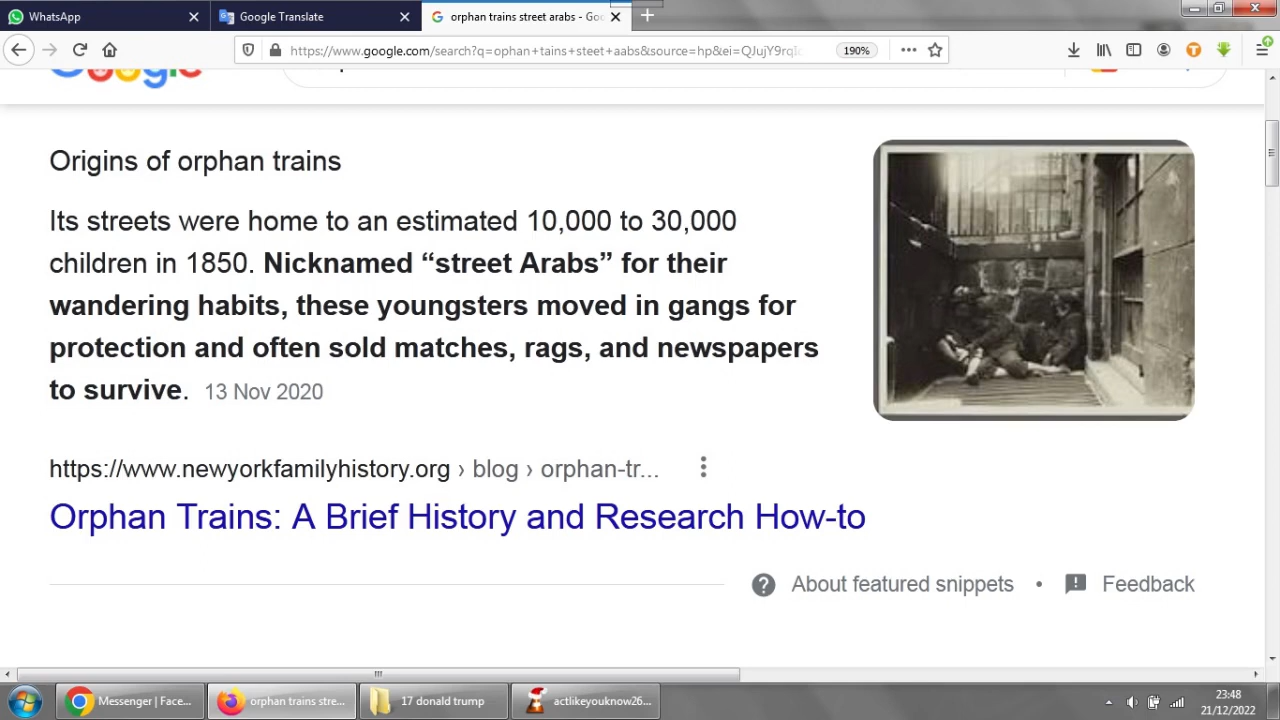 WhatsApp
Google Translate
orphan trains street arabs - Goo
https://www.google.com/search?q=ophan+tains+steet+aabs&source=hp&ei=QJujY9rq
190%
Google
Origins of orphan trains
Its streets were home to an estimated 10,000 to 30,000
children in 1850. Nicknamed “street Arabs” for their
wandering habits, these youngsters moved in gangs for
protection and often sold matches, rags, and newspapers
to survive. 13 Nov 2020
https://www.newyorkfamilyhistory.org › blog › orphan-tr...
Orphan Trains: A Brief History and Research How-to
About featured snippets • Feedback
Messenger | Face...
orphan trains stre...
17 donald trump
actlikeyouknow26...
23:48
21/12/2022